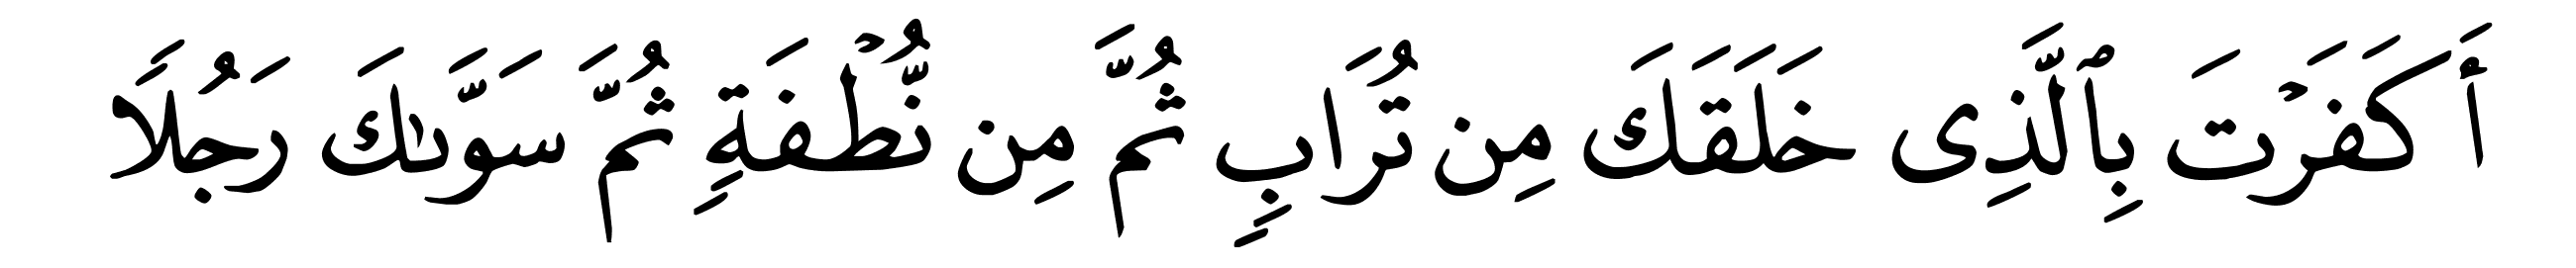 أَكَفَرْتَ بِٱلَّذِى خَلَقَكَ مِن تُرَابٍ ثُمَّ مِن نُّطْفَةٍ ثُمَّ سَوَّىٰكَ رَجُلًا